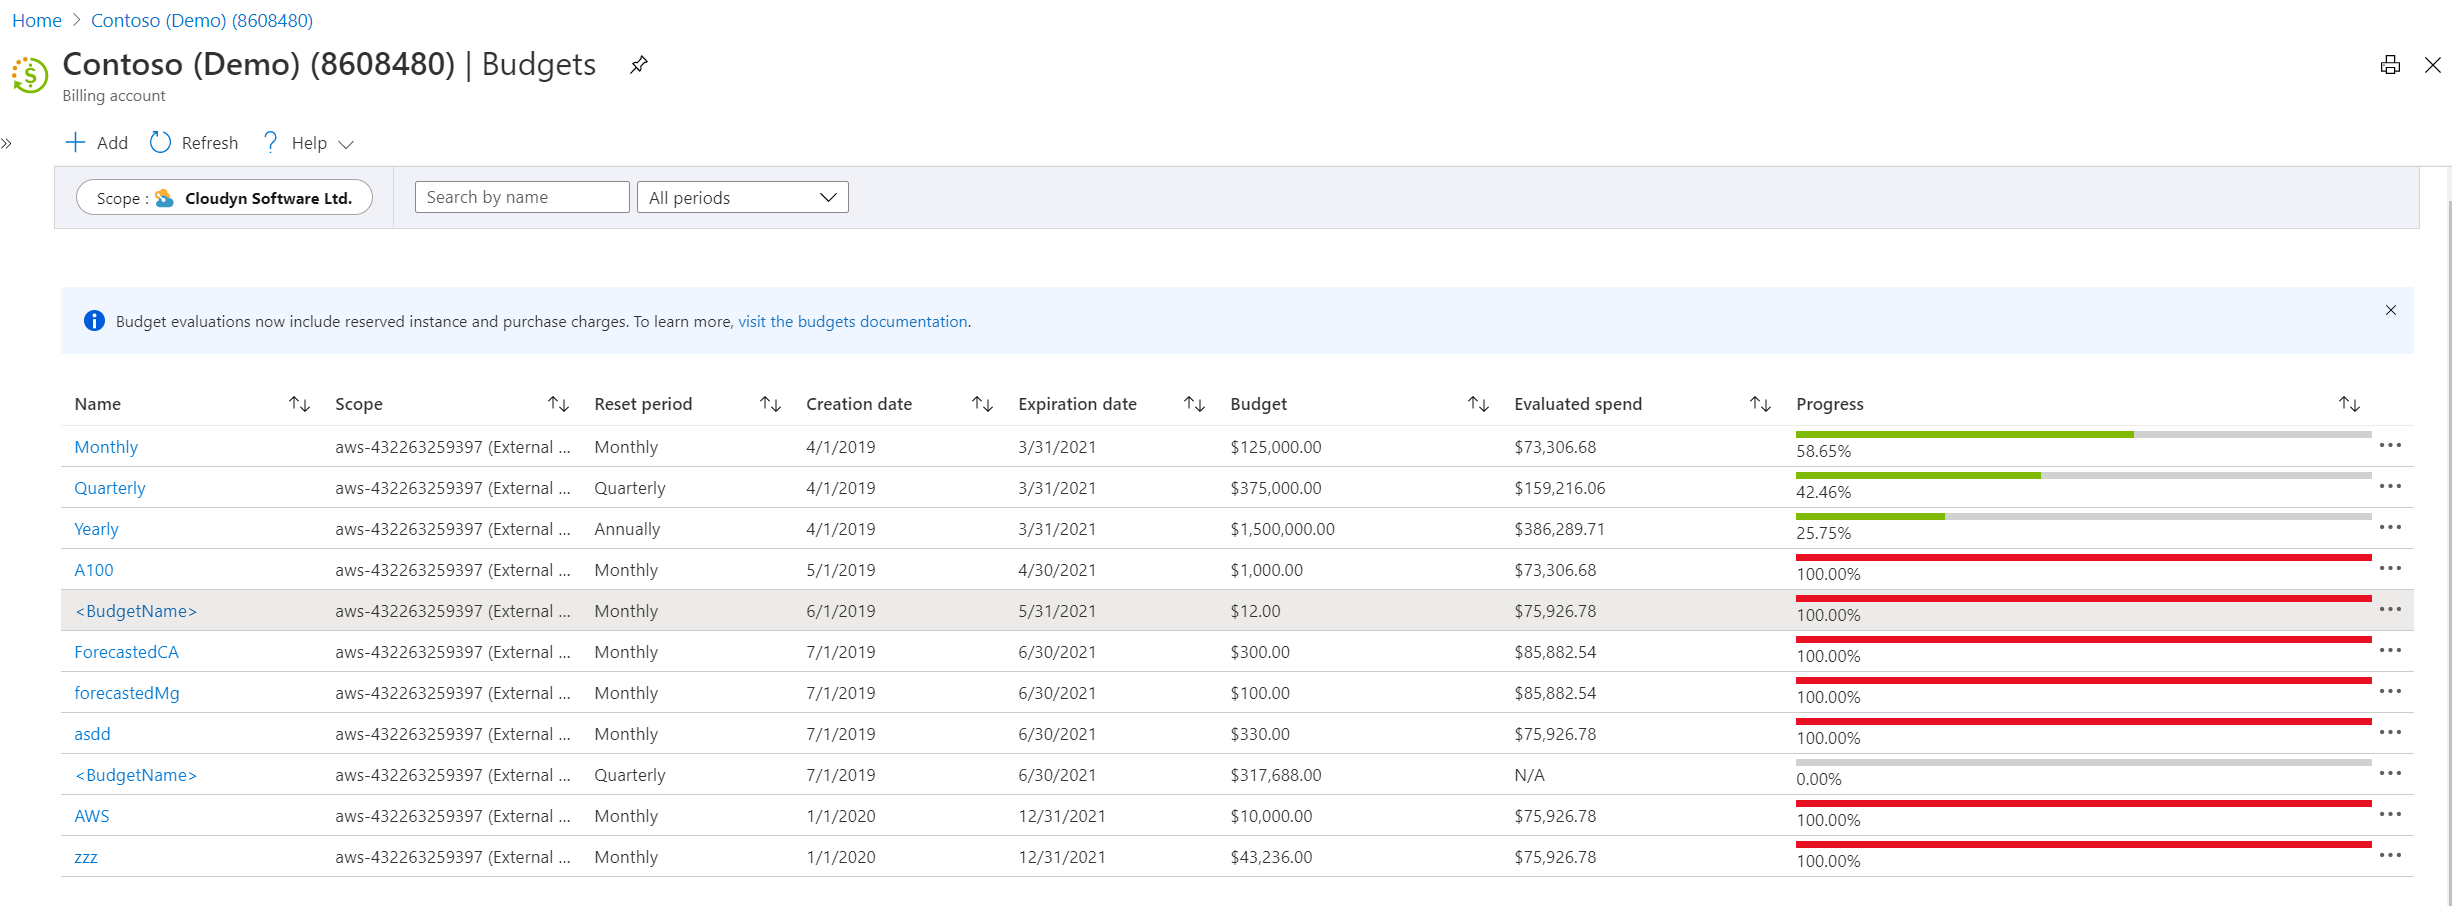 Home > Contoso (Demo) (8608480)
Contoso (Demo) (8608480) | Budgets
Billing account
» + Add Refresh ? Help
Scope : Cloudyn Software Ltd. Search by name All periods
Budget evaluations now include reserved instance and purchase charges. To learn more, visit the budgets documentation.
Name ↑↓ Scope ↑↓ Reset period ↑↓ Creation date ↑↓ Expiration date ↑↓ Budget ↑↓ Evaluated spend ↑↓ Progress ↑↓
Monthly aws-432263259397 (External ... Monthly 4/1/2019 3/31/2021 $125,000.00 $73,306.68 58.65% ...
Quarterly aws-432263259397 (External ... Quarterly 4/1/2019 3/31/2021 $375,000.00 $159,216.06 42.46% ...
Yearly aws-432263259397 (External ... Annually 4/1/2019 3/31/2021 $1,500,000.00 $386,289.71 25.75% ...
A100 aws-432263259397 (External ... Monthly 5/1/2019 4/30/2021 $1,000.00 $73,306.68 100.00% ...
<BudgetName> aws-432263259397 (External ... Monthly 6/1/2019 5/31/2021 $12.00 $75,926.78 100.00% ...
ForecastedCA aws-432263259397 (External ... Monthly 7/1/2019 6/30/2021 $300.00 $85,882.54 100.00% ...
forecastedMg aws-432263259397 (External ... Monthly 7/1/2019 6/30/2021 $100.00 $85,882.54 100.00% ...
asdd aws-432263259397 (External ... Monthly 7/1/2019 6/30/2021 $330.00 $75,926.78 100.00% ...
<BudgetName> aws-432263259397 (External ... Quarterly 7/1/2019 6/30/2021 $317,688.00 N/A 0.00% ...
AWS aws-432263259397 (External ... Monthly 1/1/2020 12/31/2021 $10,000.00 $75,926.78 100.00% ...
zzz aws-432263259397 (External ... Monthly 1/1/2020 12/31/2021 $43,236.00 $75,926.78 100.00% ...